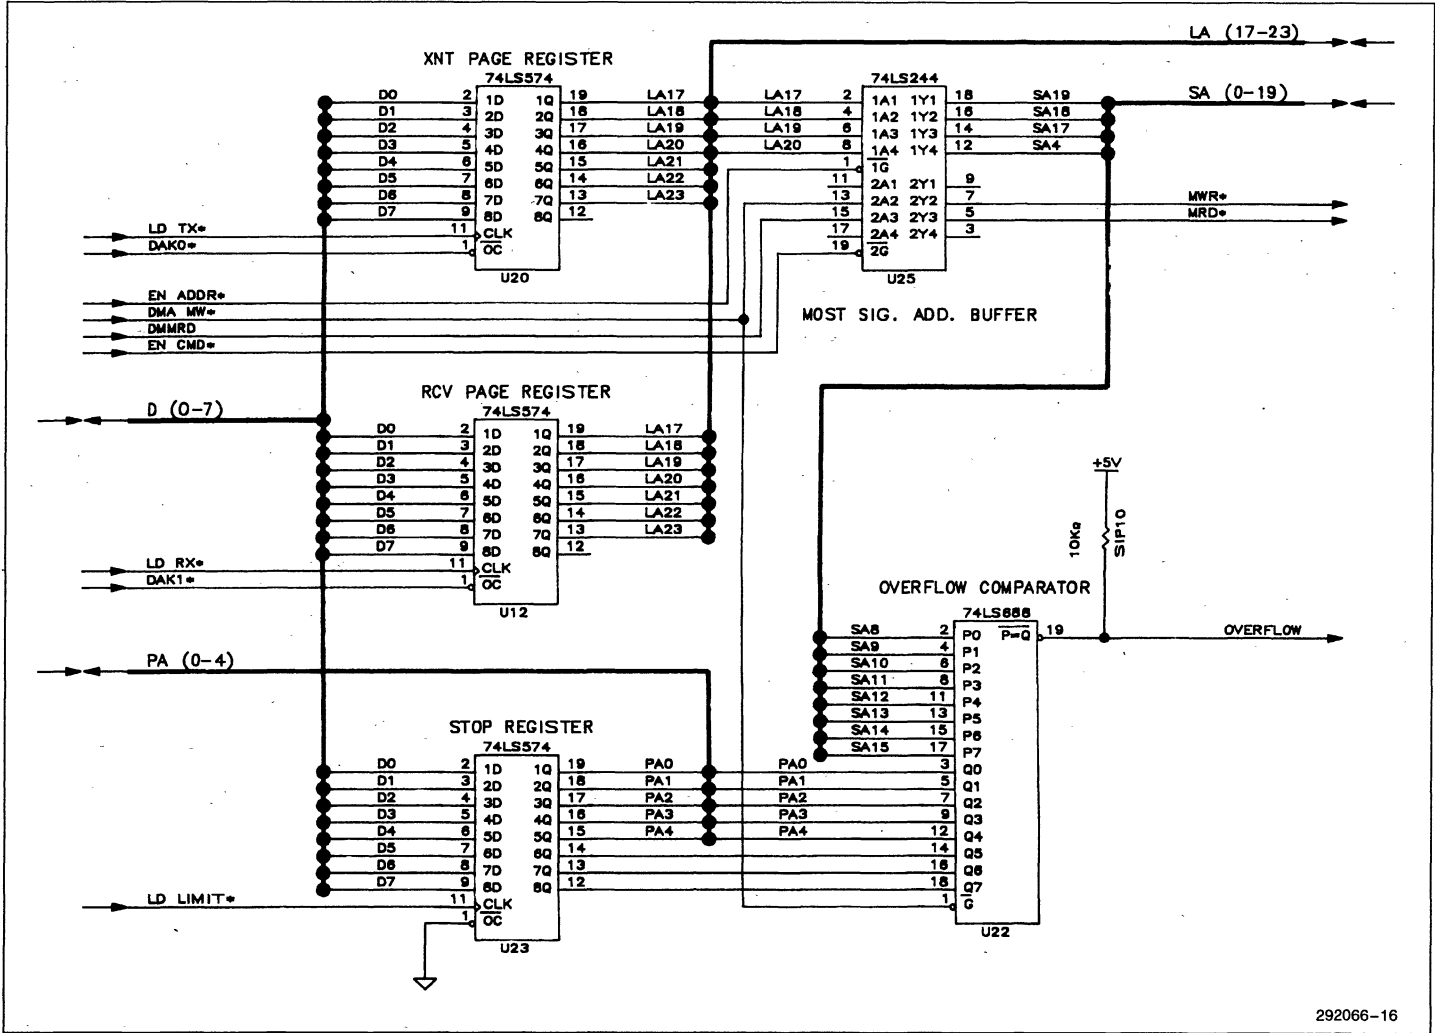 LA (17-23)
XNT PAGE REGISTER
74LS574
74LS244
D0 2 1D 1Q 19 LA17 LA17 2 1A1 1Y1 18 SA19 SA (0-19)
D1 3 2D 2Q 18 LA18 LA18 4 1A2 1Y2 16 SA18
D2 4 3D 3Q 17 LA19 LA19 6 1A3 1Y3 14 SA17
D3 5 4D 4Q 16 LA20 LA20 8 1A4 1Y4 12 SA4
D4 6 5D 5Q 15 LA21 1 1G
D5 7 6D 6Q 14 LA22 11 2A1 2Y1 9
D6 8 7D 7Q 13 LA23 13 2A2 2Y2 7 MWR*
D7 9 8D 8Q 12 15 2A3 2Y3 5 MRD*
LD TX* 11 CLK 17 2A4 2Y4 3
DAK0* 1 OC 19 2G
U20 U25
EN ADDR*
DMA MW* MOST SIG. ADD. BUFFER
DMMRD
EN CMD*
RCV PAGE REGISTER
D (0-7) 74LS574
D0 2 1D 1Q 19 LA17
D1 3 2D 2Q 18 LA18
D2 4 3D 3Q 17 LA19
D3 5 4D 4Q 16 LA20
D4 6 5D 5Q 15 LA21
D5 7 6D 6Q 14 LA22
D6 8 7D 7Q 13 LA23
D7 9 8D 8Q 12
LD RX* 11 CLK
DAK1* 1 OC
U12
+5V
10KΩ
SIP10
OVERFLOW COMPARATOR
74LS688
SA8 2 P0 P=Q 19 OVERFLOW
SA9 4 P1
SA10 6 P2
SA11 8 P3
SA12 11 P4
SA13 13 P5
SA14 15 P6
SA15 17 P7
PA (0-4)
STOP REGISTER
74LS574
D0 2 1D 1Q 19 PA0 PA0 3 Q0
D1 3 2D 2Q 18 PA1 PA1 5 Q1
D2 4 3D 3Q 17 PA2 PA2 7 Q2
D3 5 4D 4Q 16 PA3 PA3 9 Q3
D4 6 5D 5Q 15 PA4 PA4 12 Q4
D5 7 6D 6Q 14 14 Q5
D6 8 7D 7Q 13 16 Q6
D7 9 8D 8Q 12 18 Q7
LD LIMIT* 11 CLK 1 G
1 OC
U23 U22
292066-16